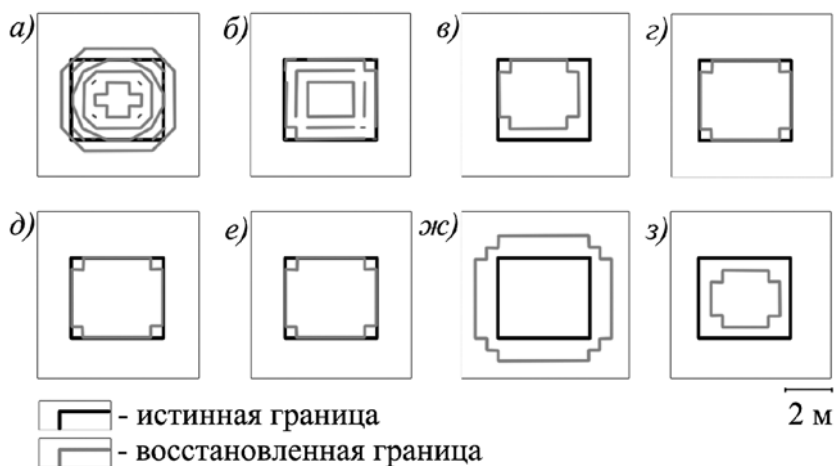 а) б) в) г)
д) е) ж) з)
2 м
- истинная граница
- восстановленная граница